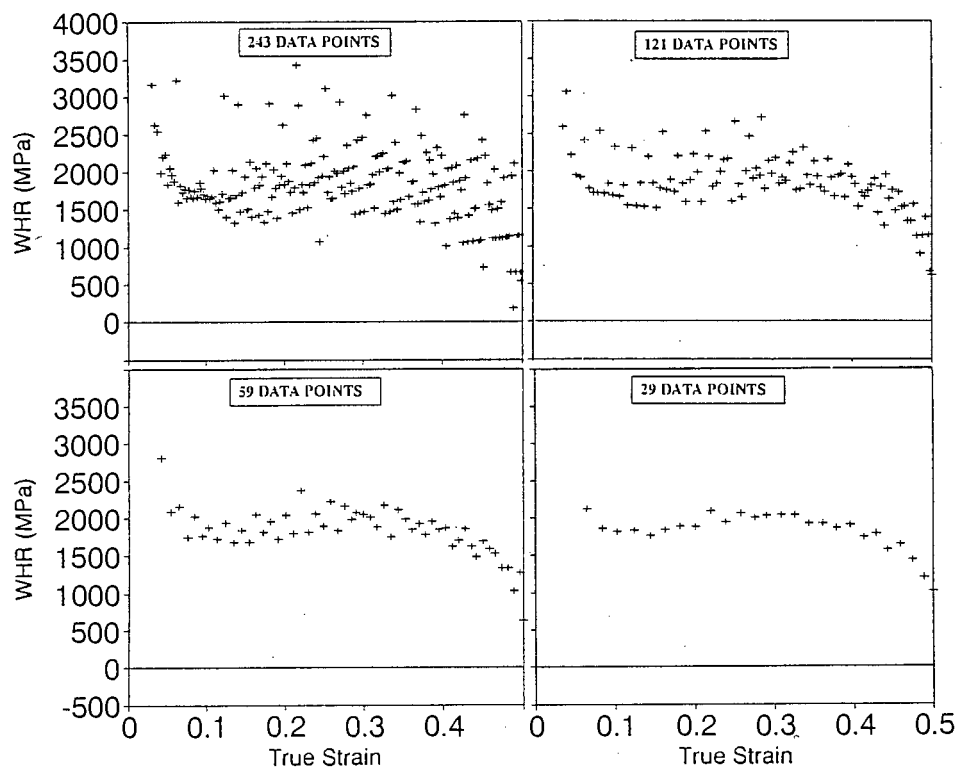 243 DATA POINTS
121 DATA POINTS
4000
3500
3000
2500
2000
1500
1000
500
0
WHR (MPa)
59 DATA POINTS
29 DATA POINTS
3500
3000
2500
2000
1500
1000
500
0
-500
WHR (MPa)
0 0.1 0.2 0.3 0.4 0 0.1 0.2 0.3 0.4 0.5
True Strain True Strain